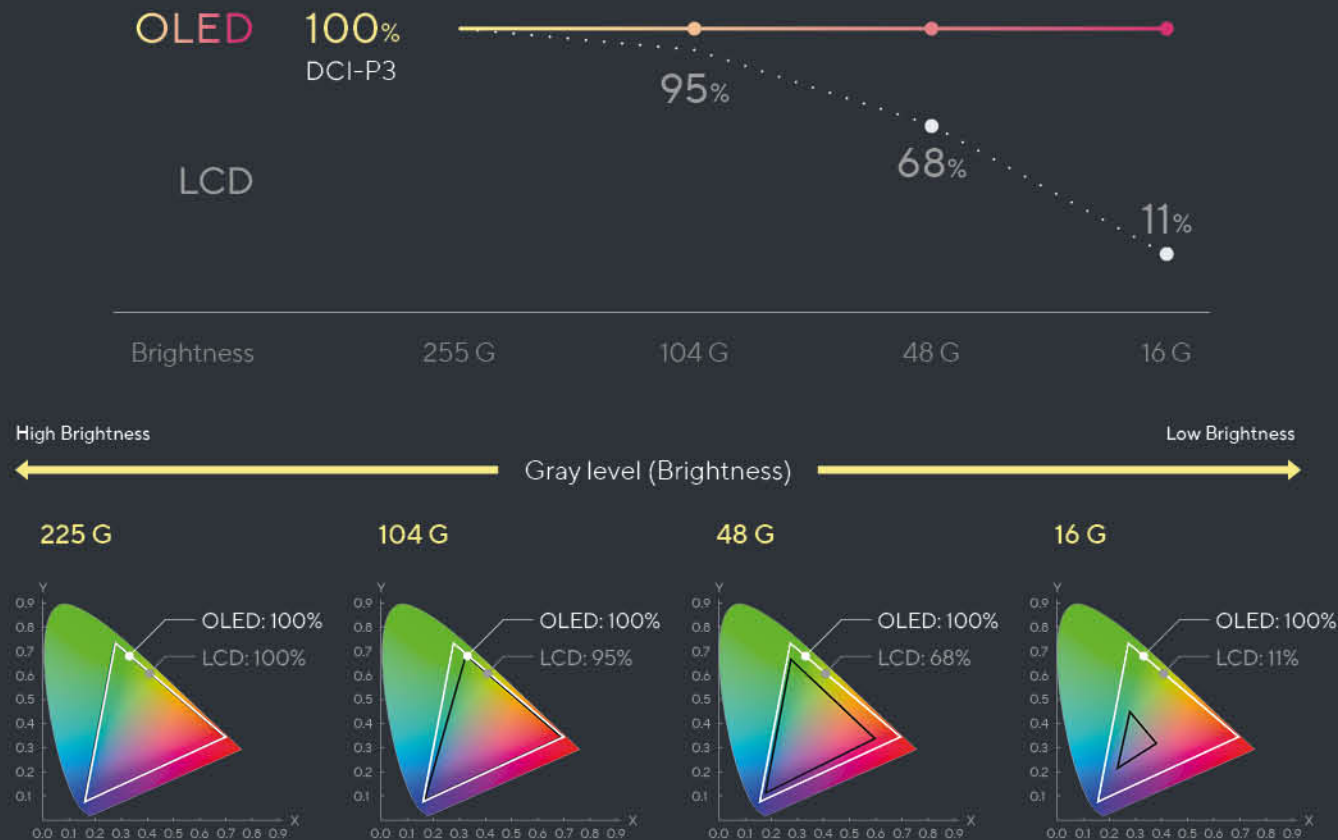 OLED 100%
DCI-P3
95%
68%
LCD
11%
Brightness 255 G 104 G 48 G 16 G
High Brightness Low Brightness
Gray level (Brightness)
225 G 104 G 48 G 16 G
Y
0.9
0.8
0.7
0.6
0.5
0.4
0.3
0.2
0.1
OLED: 100%
LCD: 100%
X
0.0 0.1 0.2 0.3 0.4 0.5 0.6 0.7 0.8 0.9
Y
0.9
0.8
0.7
0.6
0.5
0.4
0.3
0.2
0.1
OLED: 100%
LCD: 95%
X
0.0 0.1 0.2 0.3 0.4 0.5 0.6 0.7 0.8 0.9
Y
0.9
0.8
0.7
0.6
0.5
0.4
0.3
0.2
0.1
OLED: 100%
LCD: 68%
X
0.0 0.1 0.2 0.3 0.4 0.5 0.6 0.7 0.8 0.9
Y
0.9
0.8
0.7
0.6
0.5
0.4
0.3
0.2
0.1
OLED: 100%
LCD: 11%
X
0.0 0.1 0.2 0.3 0.4 0.5 0.6 0.7 0.8 0.9